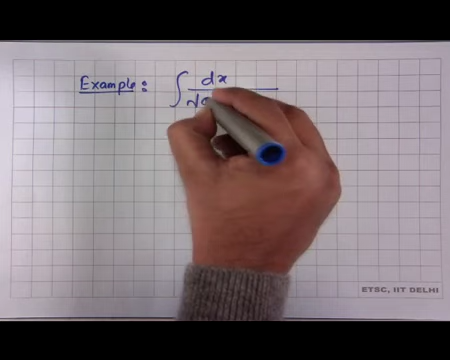 Example : ∫ dx / √
ETSC, IIT DELHI